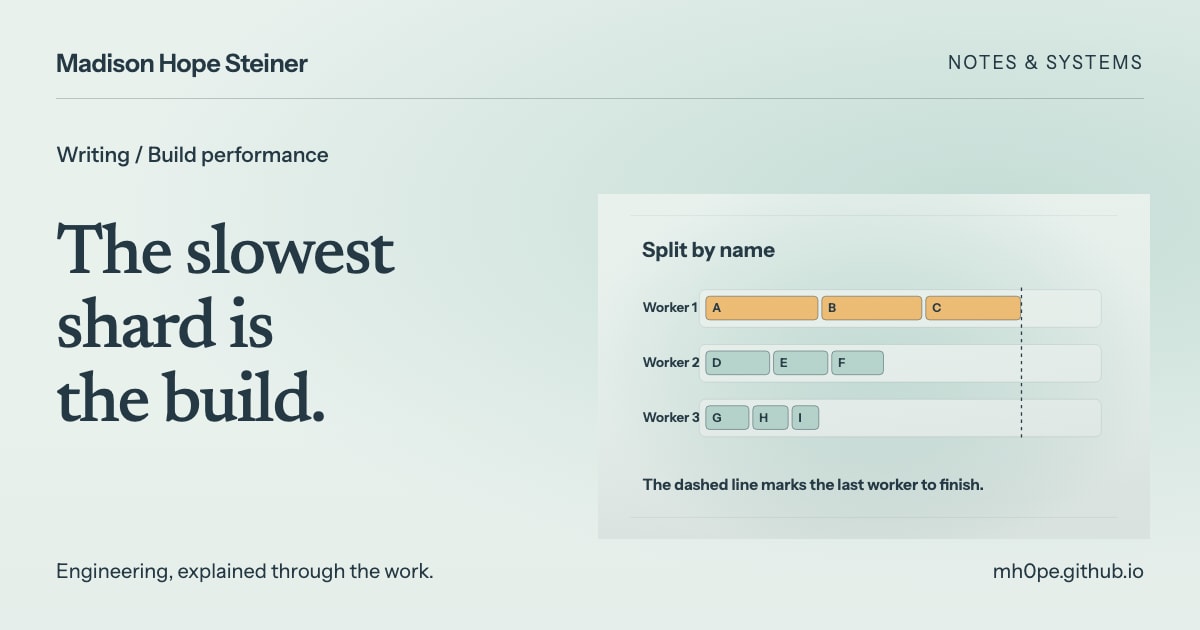 Madison Hope Steiner
NOTES & SYSTEMS
Writing / Build performance
The slowest
shard is
the build.
Split by name
Worker 1 A B C
Worker 2 D E F
Worker 3 G H I
The dashed line marks the last worker to finish.
Engineering, explained through the work.
mh0pe.github.io